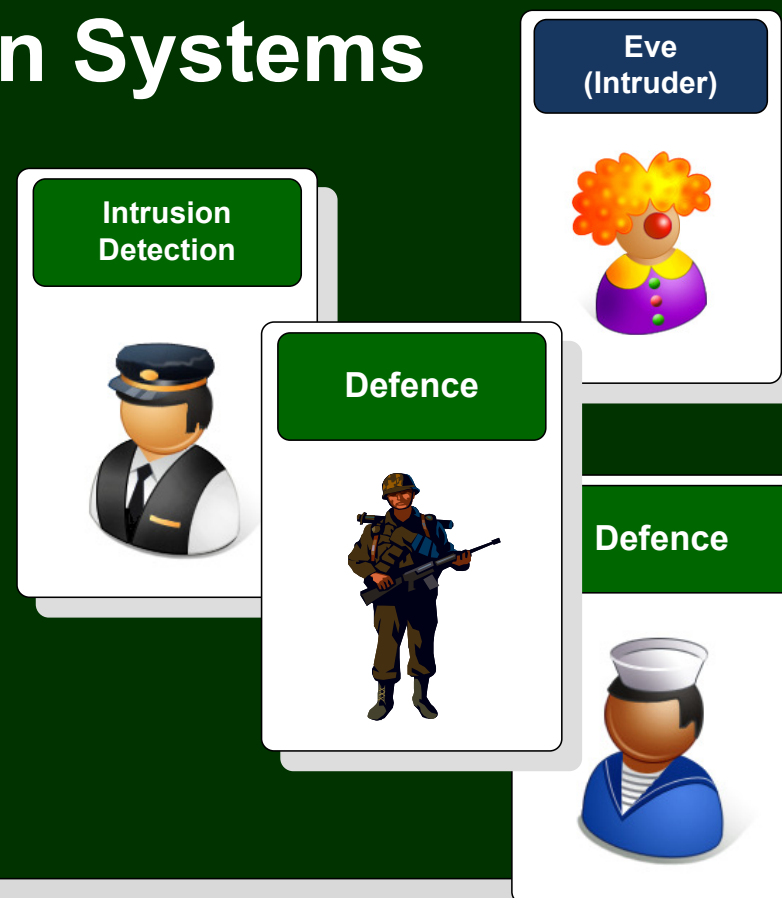 n Systems
Eve
(Intruder)
Intrusion
Detection
Defence
Defence